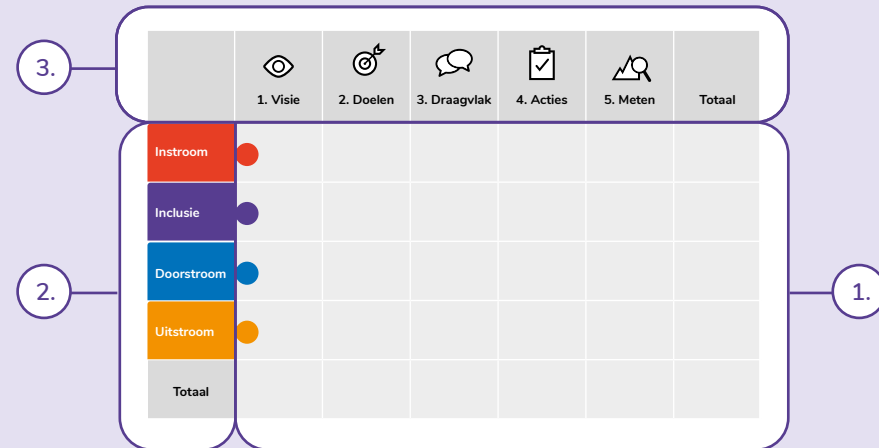 3.
1. Visie
2. Doelen
3. Draagvlak
4. Acties
5. Meten
Totaal
Instroom
Inclusie
Doorstroom
Uitstroom
Totaal
2.
1.